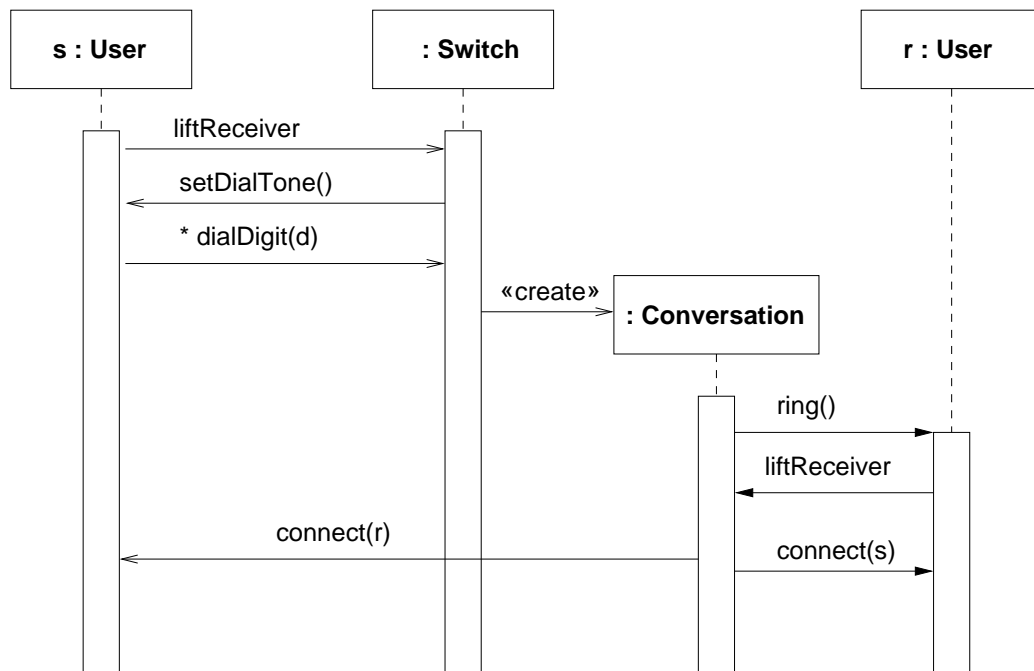 s : User
: Switch
r : User
liftReceiver
setDialTone()
* dialDigit(d)
«create»
: Conversation
ring()
liftReceiver
connect(r)
connect(s)